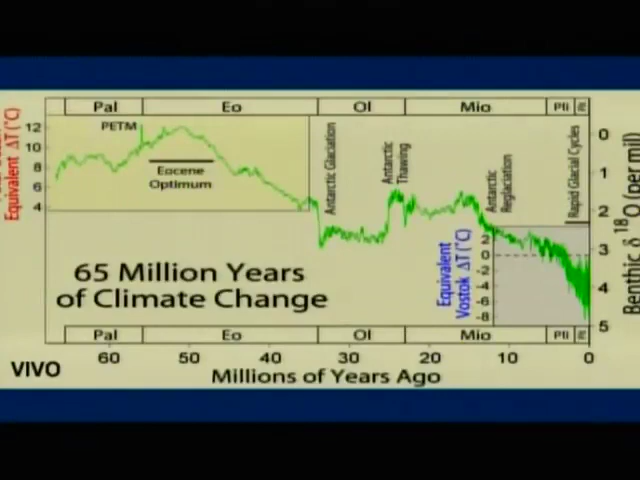 Pal Eo Ol Mio Pli
12
10
8
6
4
PETM
Eocene
Optimum
Antarctic Glaciation
Antarctic
Thawing
Antarctic
Reglaciation
Rapid Glacial Cycles
Equivalent ΔT (°C)
0
1
2
3
4
5
Benthic δ 18 O (per mil)
65 Million Years
of Climate Change
Equivalent
Vostok ΔT (°C)
2
0
-2
-4
-6
-8
Pal Eo Ol Mio Pli
60 50 40 30 20 10 0
Millions of Years Ago
VIVO